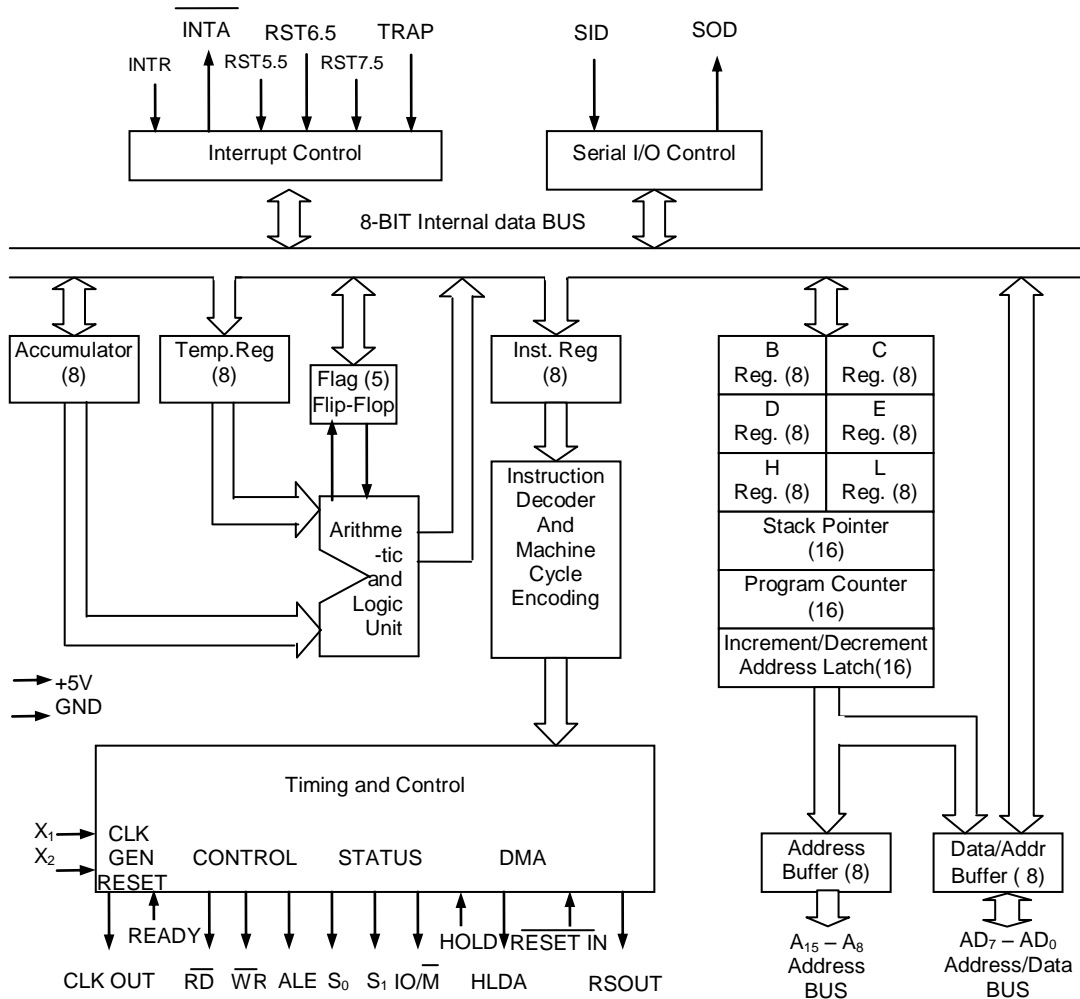 INTA
RST6.5
TRAP
SID
SOD
INTR
RST5.5
RST7.5
Interrupt Control
Serial I/O Control
8-BIT Internal data BUS
Accumulator
(8)
Temp.Reg
(8)
Flag (5)
Flip-Flop
Inst. Reg
(8)
B
Reg. (8)
C
Reg. (8)
D
Reg. (8)
E
Reg. (8)
H
Reg. (8)
L
Reg. (8)
Stack Pointer
(16)
Program Counter
(16)
Increment/Decrement
Address Latch(16)
Arithme
-tic and
Logic
Unit
Instruction
Decoder
And
Machine
Cycle
Encoding
+5V
GND
Timing and Control
X₁
X₂
CLK
GEN
RESET
CONTROL
STATUS
DMA
Address
Buffer (8)
Data/Addr
Buffer ( 8)
READY
HOLD
RESET IN
CLK OUT
RD
WR
ALE
S₀
S₁
IO/M
HLDA
RSOUT
A₁₅ – A₈
Address
BUS
AD₇ – AD₀
Address/Data
BUS